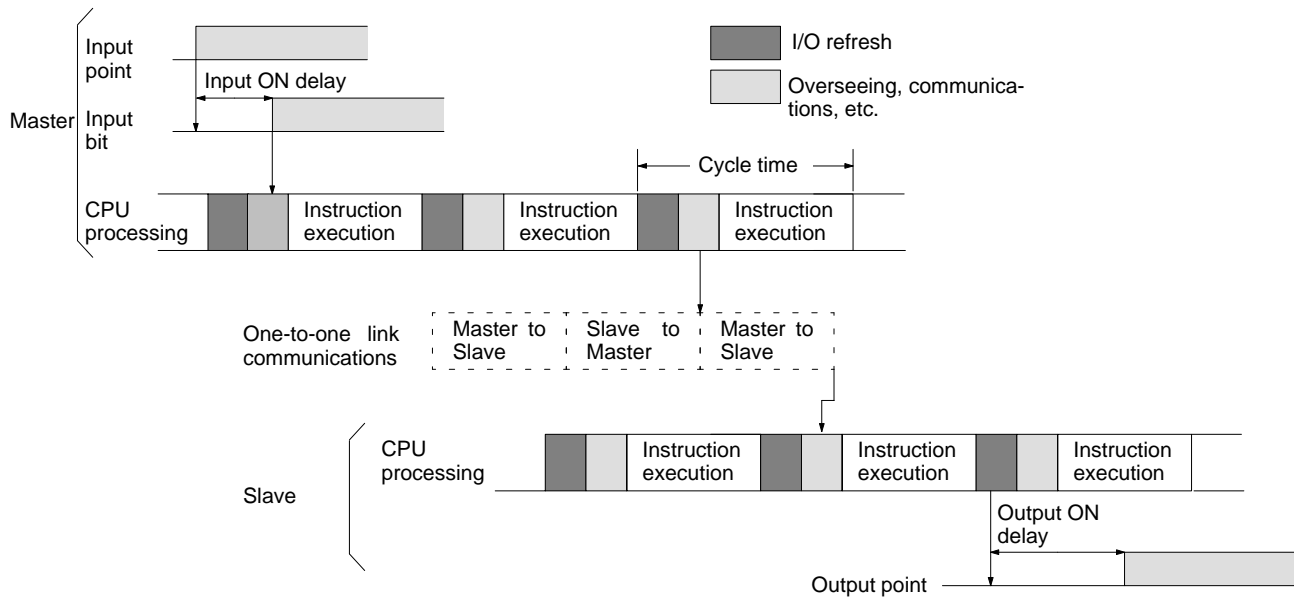 Input
point
I/O refresh
Input ON delay
Overseeing, communica-
tions, etc.
Master
Input
bit
Cycle time
CPU
processing
Instruction
execution
Instruction
execution
Instruction
execution
One-to-one link
communications
Master to
Slave
Slave to
Master
Master to
Slave
CPU
processing
Instruction
execution
Instruction
execution
Instruction
execution
Slave
Output ON
delay
Output point